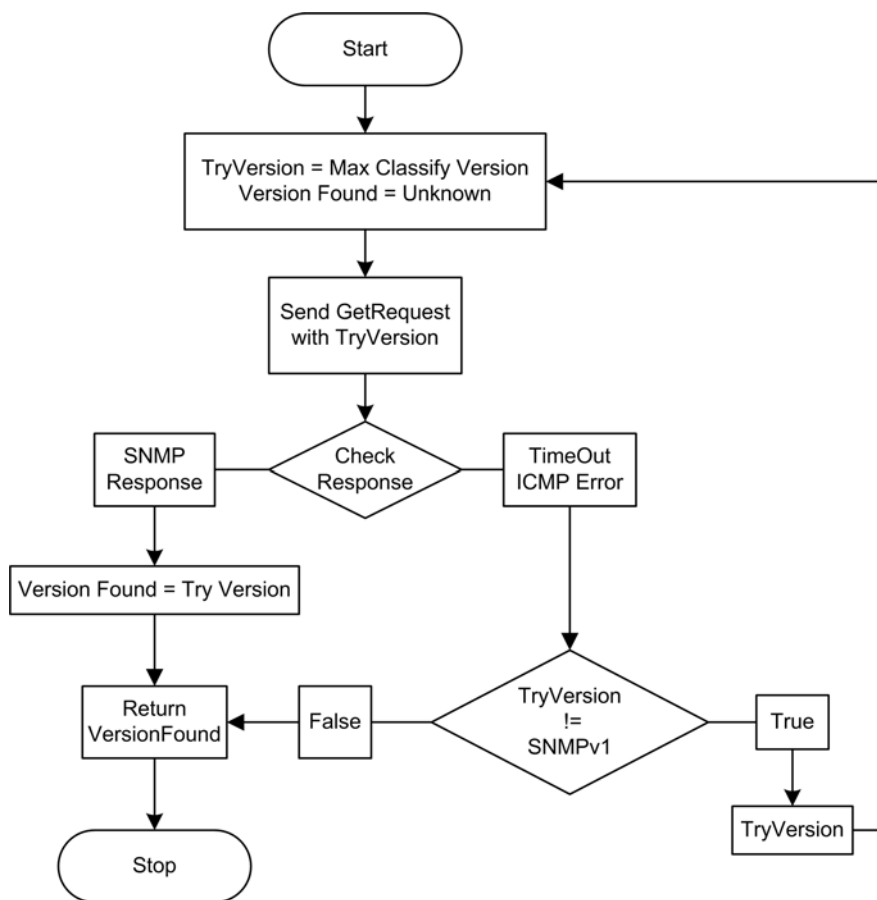 Start
TryVersion = Max Classify Version
Version Found = Unknown
Send GetRequest
with TryVersion
SNMP
Response
Check
Response
TimeOut
ICMP Error
Version Found = Try Version
Return
VersionFound
False
TryVersion
!=
SNMPv1
True
TryVersion
Stop